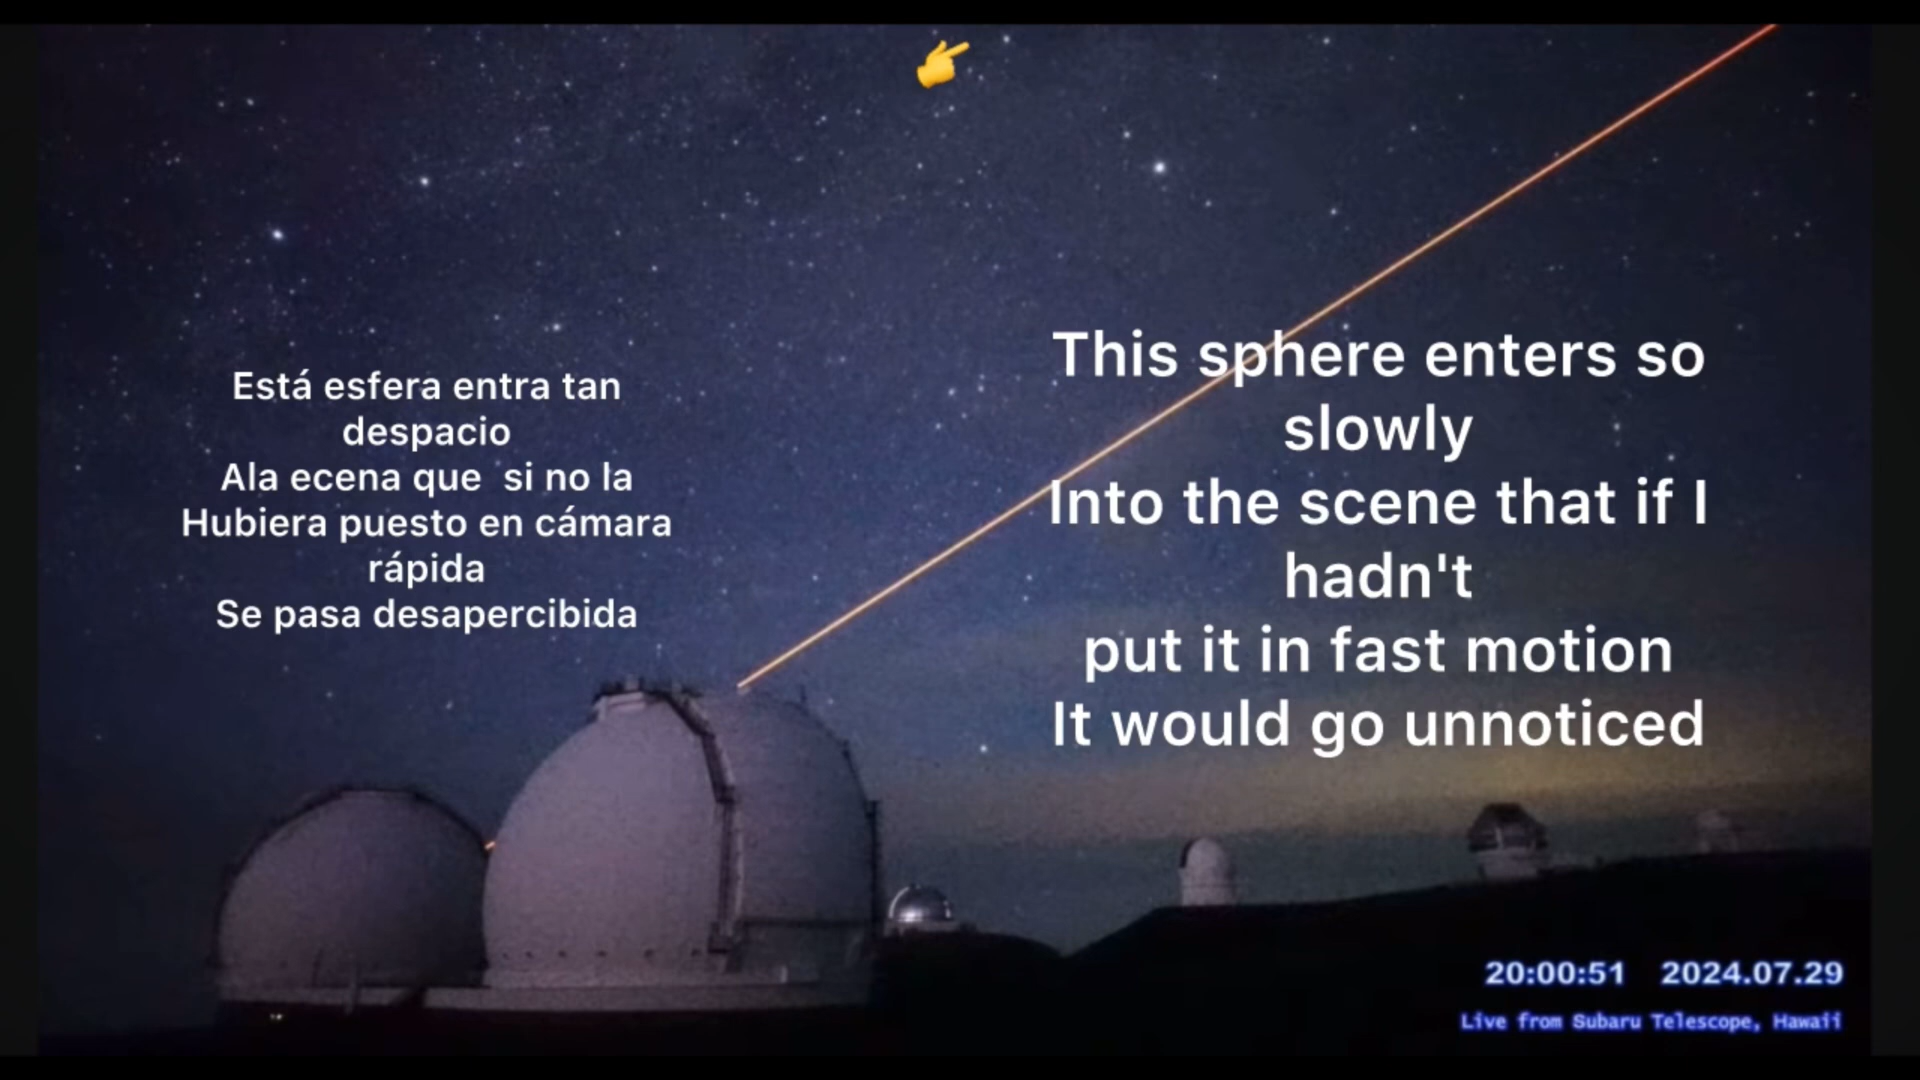 Está esfera entra tan
despacio
Ala ecena que  si no la
Hubiera puesto en cámara
rápida
Se pasa desapercibida
This sphere enters so
slowly
Into the scene that if I
hadn't
put it in fast motion
It would go unnoticed
20:00:51 2024.07.29
Live from Subaru Telescope, Hawaii